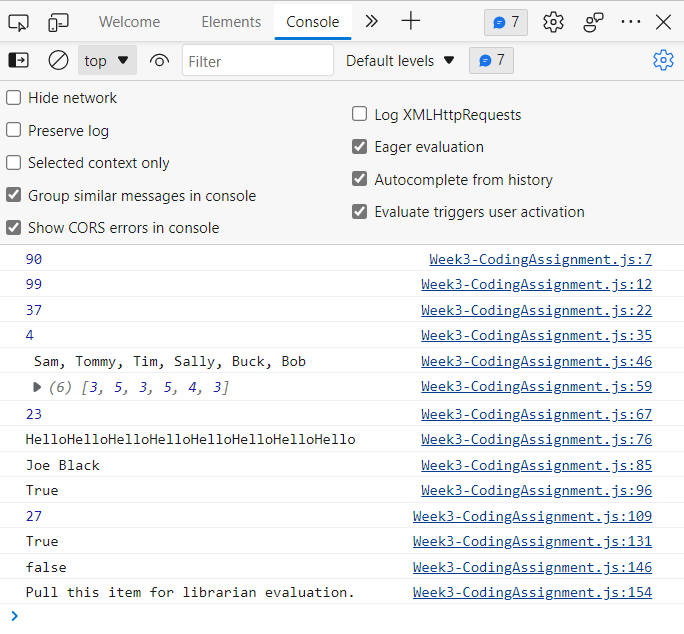 Welcome Elements Console 7
top Filter Default levels 7
Hide network
Preserve log
Selected context only
Group similar messages in console
Show CORS errors in console
Log XMLHttpRequests
Eager evaluation
Autocomplete from history
Evaluate triggers user activation
90 Week3-CodingAssignment.js:7
99 Week3-CodingAssignment.js:12
37 Week3-CodingAssignment.js:22
4 Week3-CodingAssignment.js:35
Sam, Tommy, Tim, Sally, Buck, Bob Week3-CodingAssignment.js:46
(6) [3, 5, 3, 5, 4, 3] Week3-CodingAssignment.js:59
23 Week3-CodingAssignment.js:67
HelloHelloHelloHelloHelloHelloHelloHello Week3-CodingAssignment.js:76
Joe Black Week3-CodingAssignment.js:85
True Week3-CodingAssignment.js:96
27 Week3-CodingAssignment.js:109
True Week3-CodingAssignment.js:131
false Week3-CodingAssignment.js:146
Pull this item for librarian evaluation. Week3-CodingAssignment.js:154